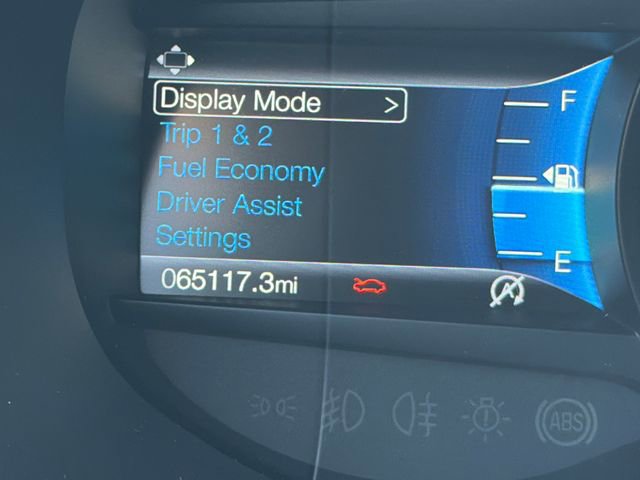 Display Mode >
F
Trip 1 & 2
Fuel Economy
Driver Assist
Settings
E
065117.3mi
A
ABS